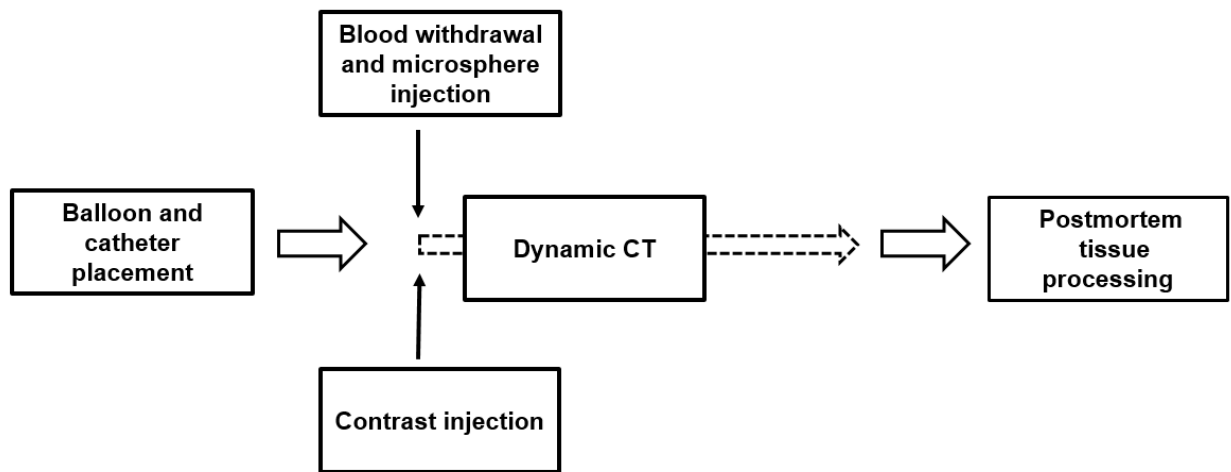 Blood withdrawal
and microsphere
injection
Balloon and
catheter
placement
Dynamic CT
Postmortem
tissue
processing
Contrast injection